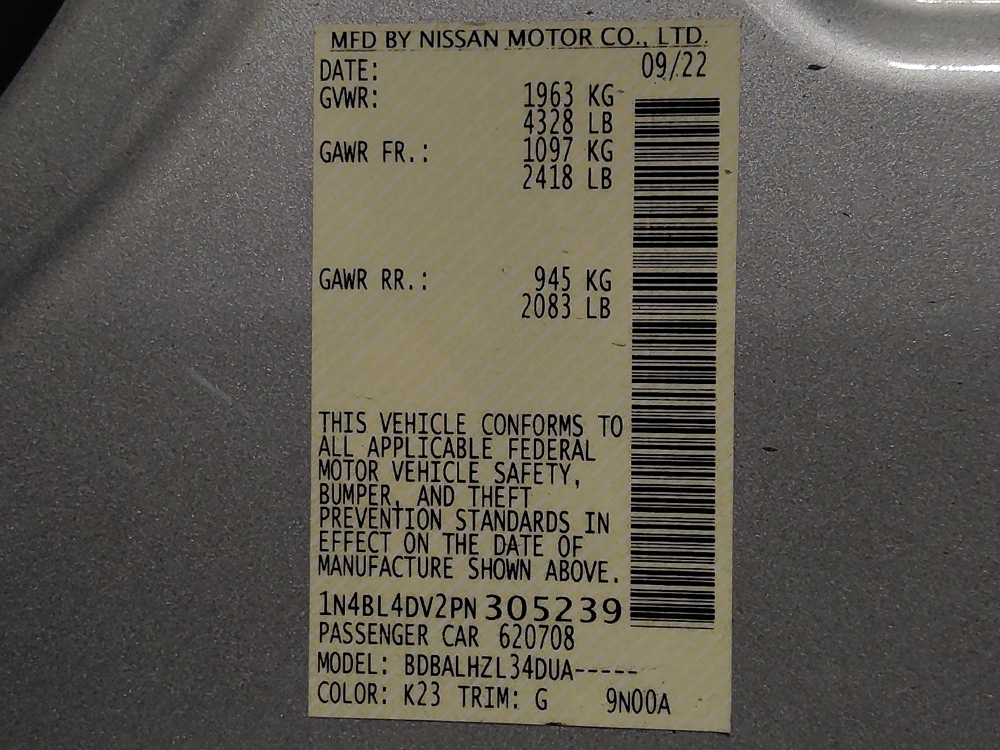 MFD BY NISSAN MOTOR CO., LTD.
DATE: 09/22
GVWR: 1963 KG
4328 LB
GAWR FR.: 1097 KG
2418 LB
GAWR RR.: 945 KG
2083 LB
THIS VEHICLE CONFORMS TO
ALL APPLICABLE FEDERAL
MOTOR VEHICLE SAFETY,
BUMPER, AND THEFT
PREVENTION STANDARDS IN
EFFECT ON THE DATE OF
MANUFACTURE SHOWN ABOVE.
1N4BL4DV2PN305239
PASSENGER CAR 620708
MODEL: BDBALHZL34DUA-----
COLOR: K23 TRIM: G 9N00A